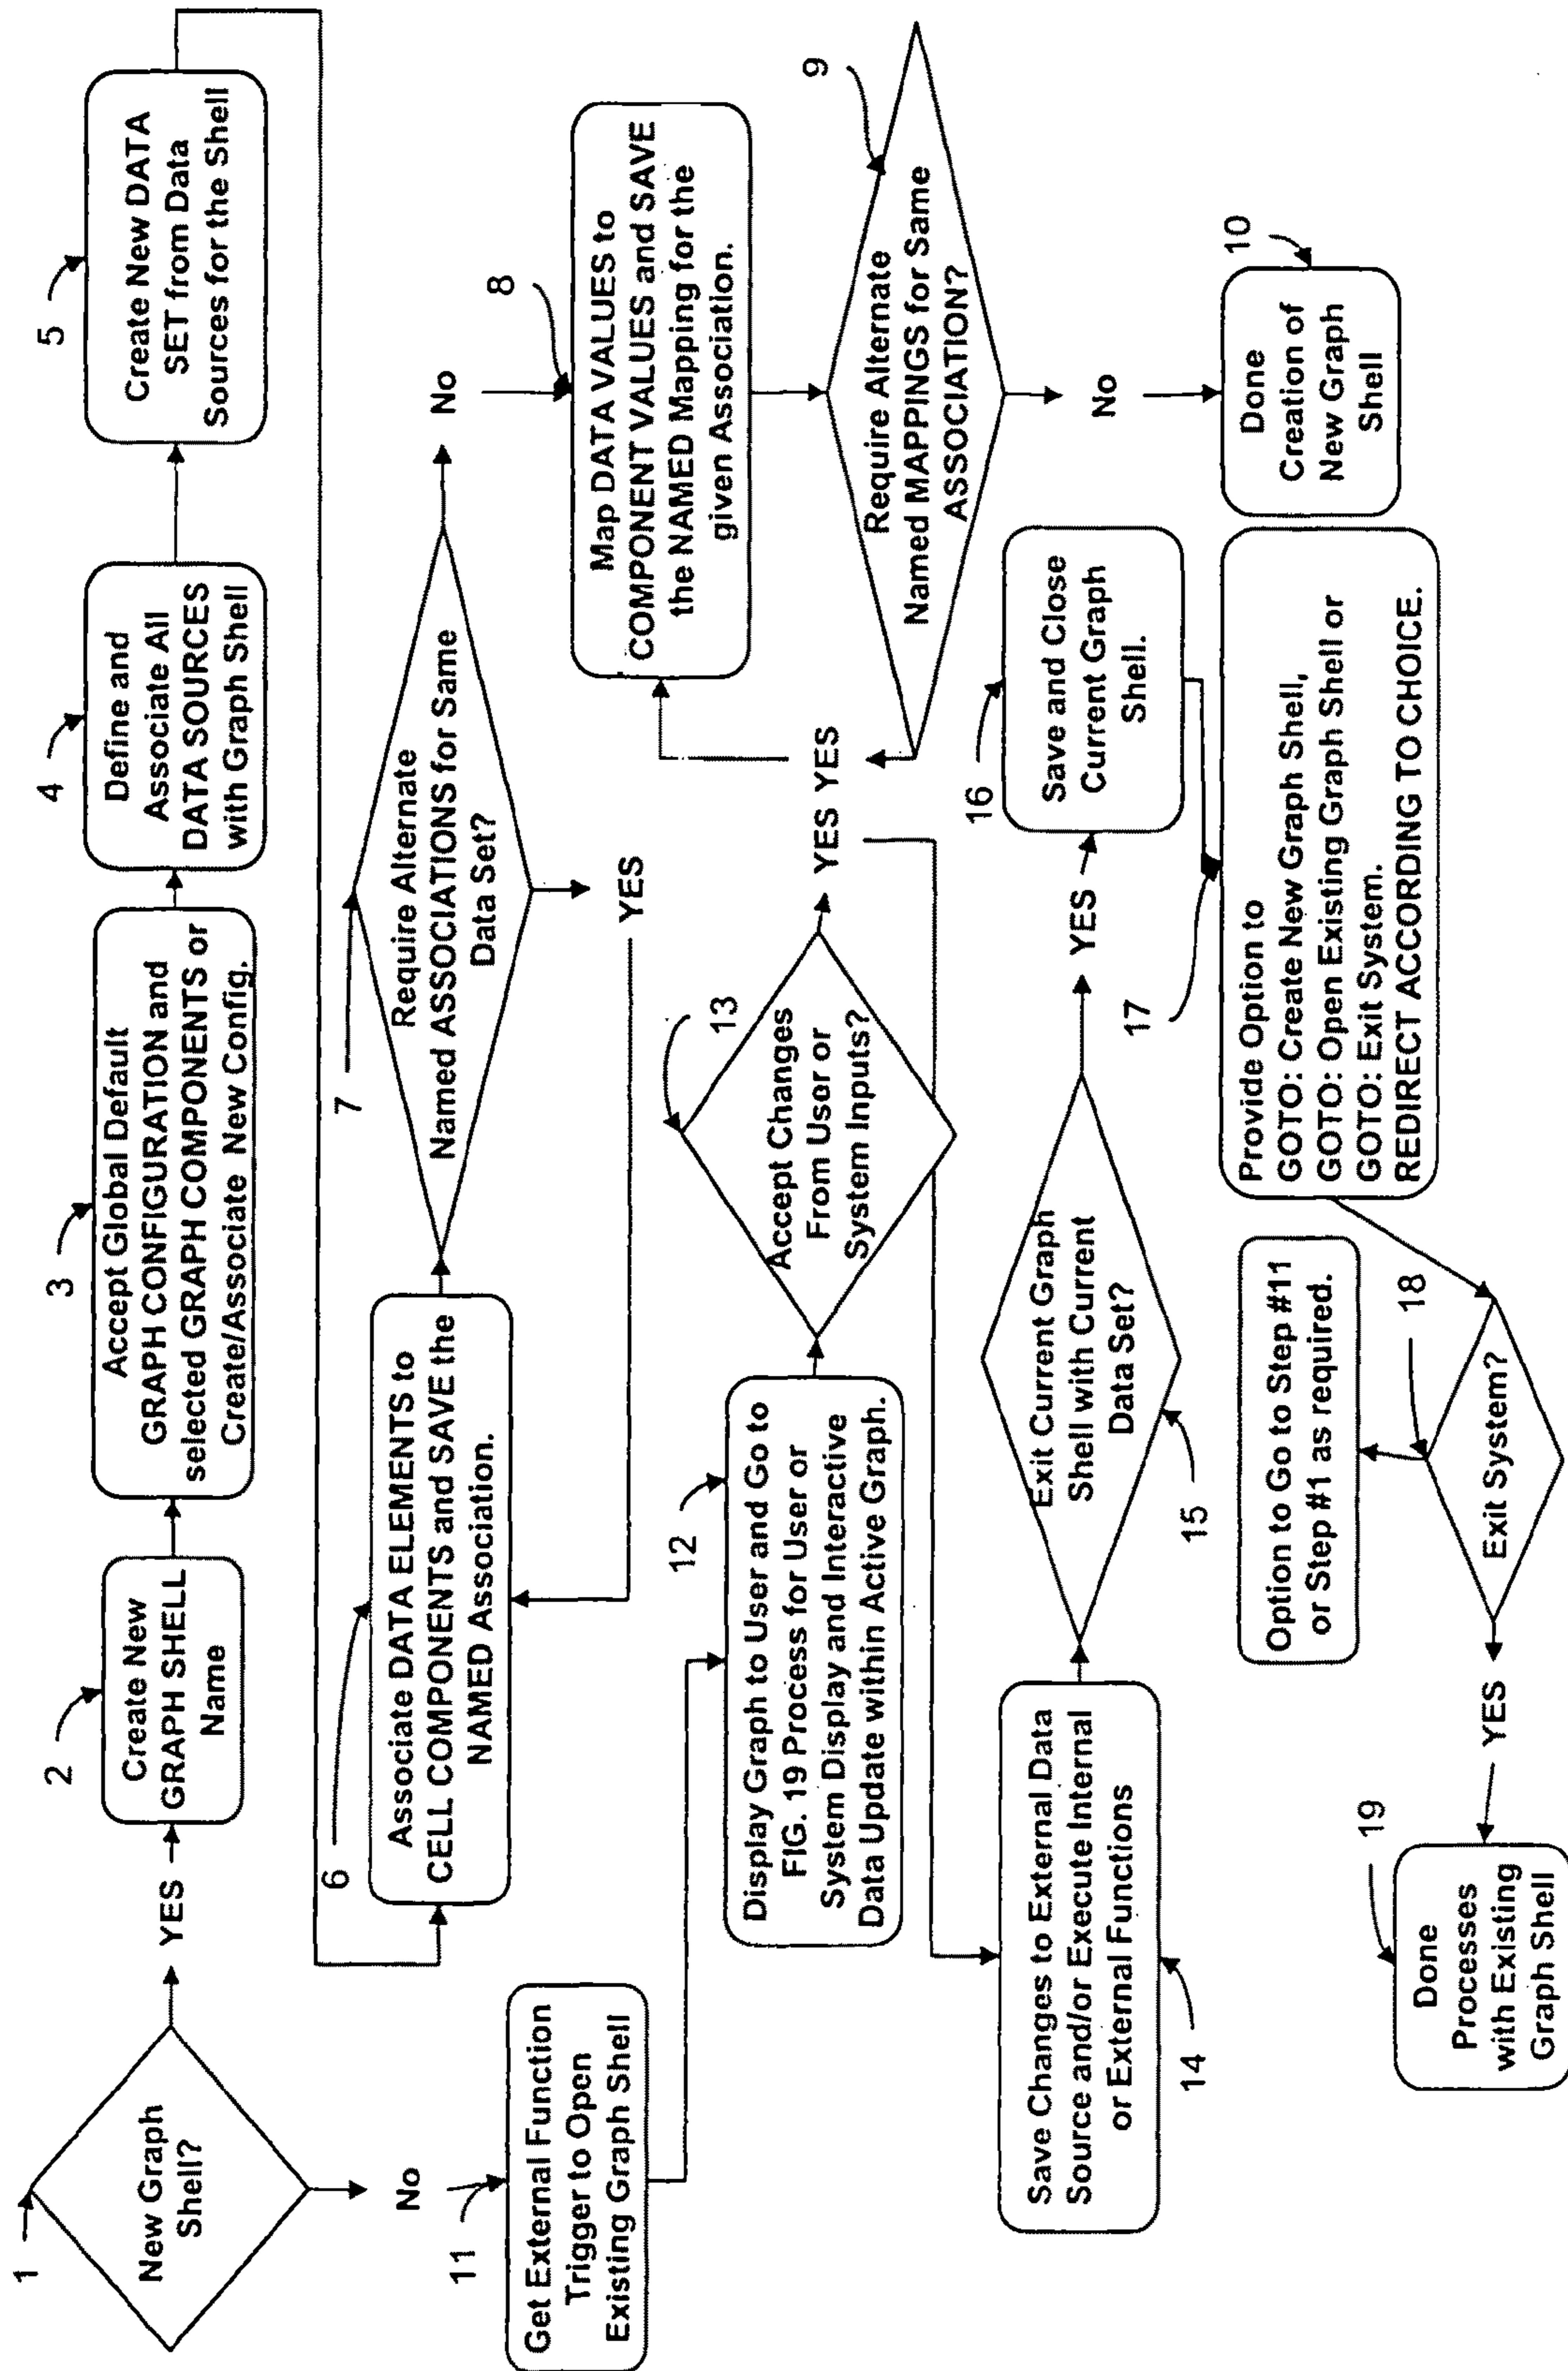 1
New Graph
Shell?
YES
2
Create New
GRAPH SHELL
Name
3
Accept Global Default
GRAPH CONFIGURATION and
selected GRAPH COMPONENTS or
Create/Associate New Config.
4
Define and
Associate All
DATA SOURCES
with Graph Shell
5
Create New DATA
SET from Data
Sources for the Shell
6
Associate DATA ELEMENTS to
CELL COMPONENTS and SAVE the
NAMED Association.
7
Require Alternate
Named ASSOCIATIONS for Same
Data Set?
No
YES
8
Map DATA VALUES to
COMPONENT VALUES and SAVE
the NAMED Mapping for the
given Association.
9
Require Alternate
Named MAPPINGS for Same
ASSOCIATION?
YES
No
10
Done
Creation of
New Graph
Shell
No
11
Get External Function
Trigger to Open
Existing Graph Shell
12
Display Graph to User and Go to
FIG. 19 Process for User or
System Display and Interactive
Data Update within Active Graph.
13
Accept Changes
From User or
System Inputs?
YES
14
Save Changes to External Data
Source and/or Execute Internal
or External Functions
15
Exit Current Graph
Shell with Current
Data Set?
YES
16
Save and Close
Current Graph
Shell.
17
Provide Option to
GOTO: Create New Graph Shell,
GOTO: Open Existing Graph Shell or
GOTO: Exit System.
REDIRECT ACCORDING TO CHOICE.
18
Exit System?
Option to Go to Step #11
or Step #1 as required.
YES
19
Done
Processes
with Existing
Graph Shell